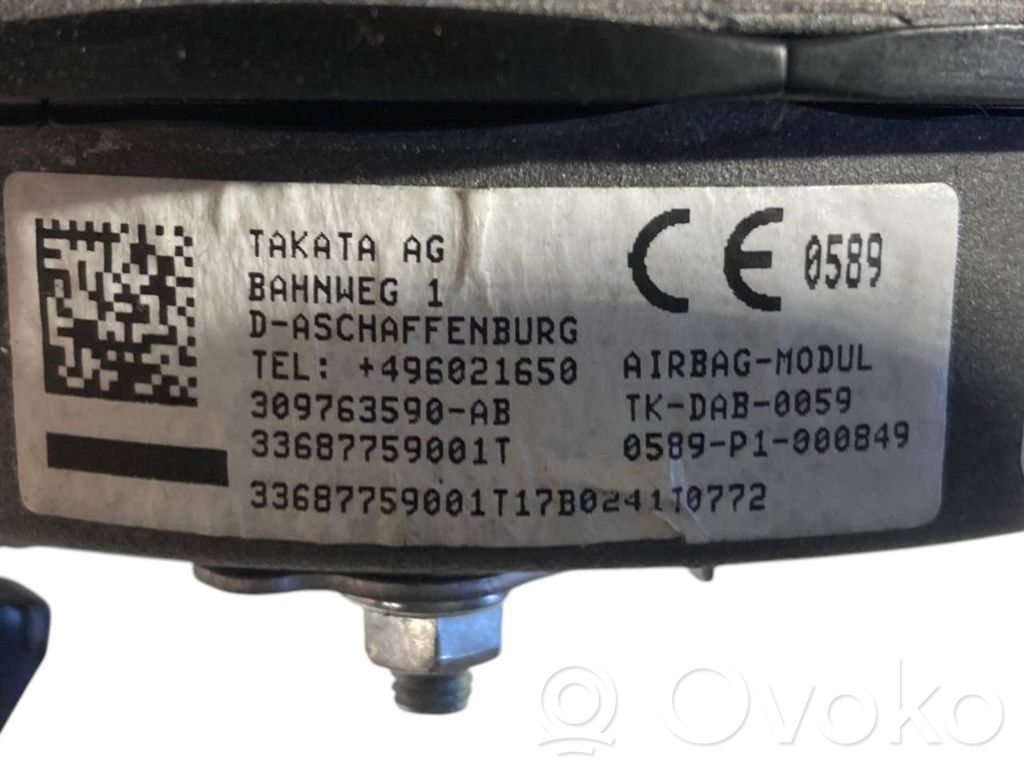 TAKATA AG
BAHNWEG 1
D-ASCHAFFENBURG
TEL: +496021650
309763590-AB
33687759001T
33687759001T17B0241T0772
CE 0589
AIRBAG-MODUL
TK-DAB-0059
0589-P1-000849
Ovoko